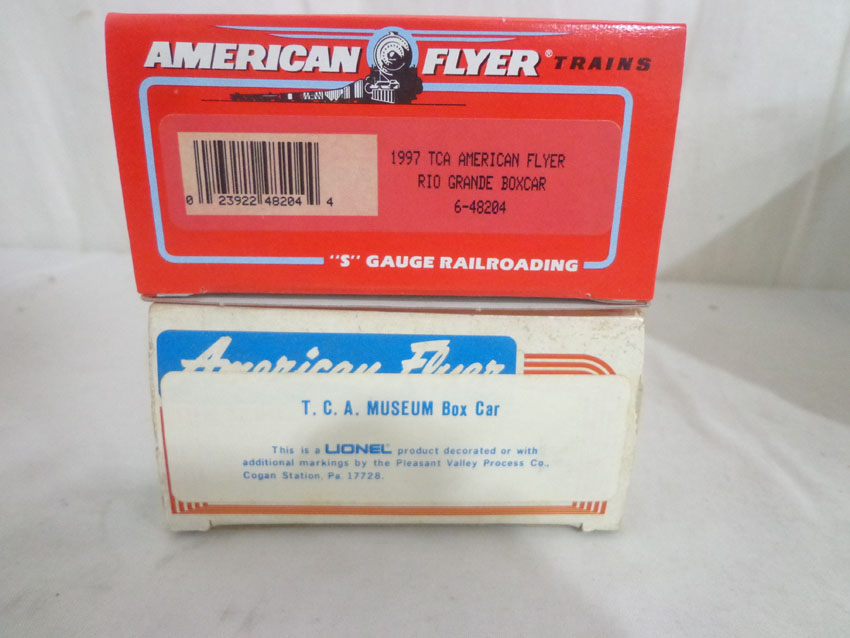 AMERICAN FLYER® TRAINS
1997 TCA AMERICAN FLYER
RIO GRANDE BOXCAR
6-48204
0 23922 48204 4
"S" GAUGE RAILROADING
American Flyer
T. C. A. MUSEUM Box Car
This is a LIONEL product decorated or with
additional markings by the Pleasant Valley Process Co.,
Cogan Station, Pa. 17728.